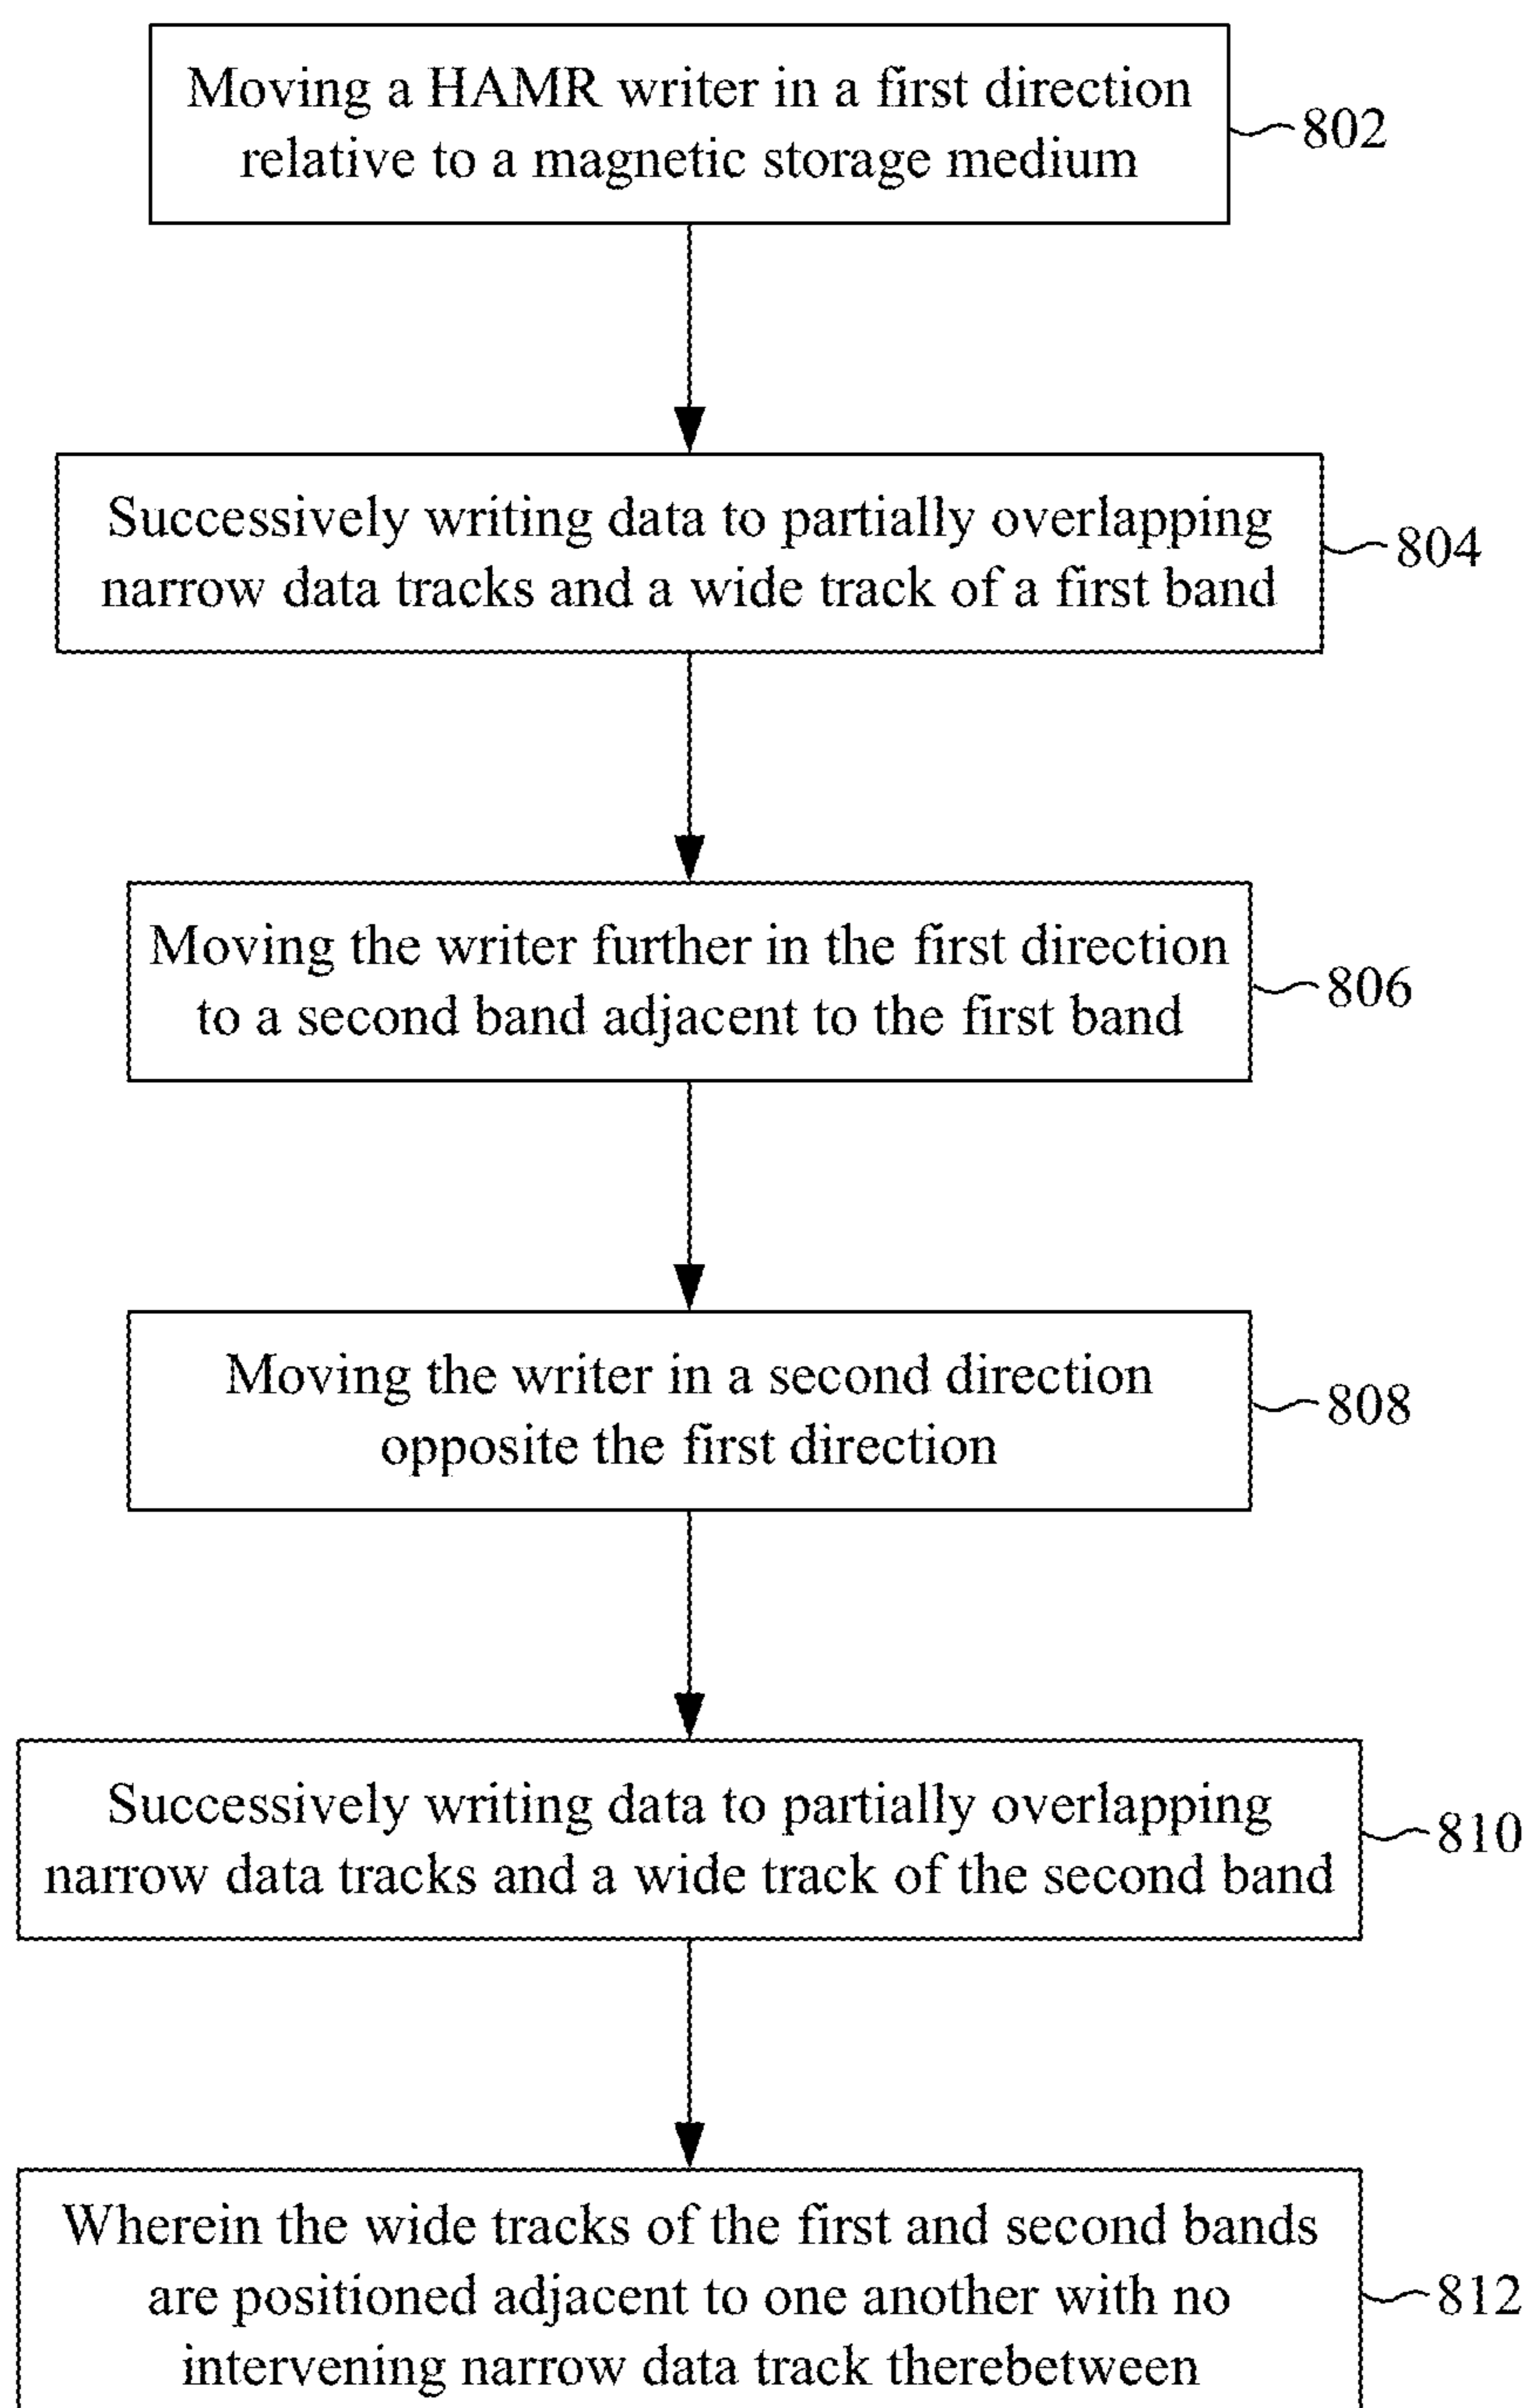 Moving a HAMR writer in a first direction
relative to a magnetic storage medium
802
Successively writing data to partially overlapping
narrow data tracks and a wide track of a first band
804
Moving the writer further in the first direction
to a second band adjacent to the first band
806
Moving the writer in a second direction
opposite the first direction
808
Successively writing data to partially overlapping
narrow data tracks and a wide track of the second band
810
Wherein the wide tracks of the first and second bands
are positioned adjacent to one another with no
intervening narrow data track therebetween
812